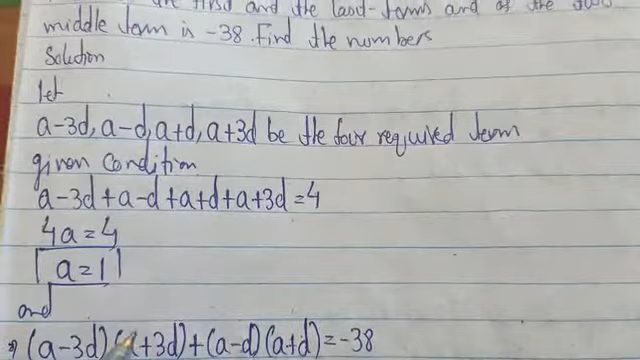 the first and the last terms and of the two
middle term is -38. Find the numbers
Solution
let
a-3d, a-d, a+d, a+3d be the four required term
given condition
a-3d+a-d+a+d+a+3d=4
4a=4
a=1
and
(a-3d)(a+3d)+(a-d)(a+d)=-38